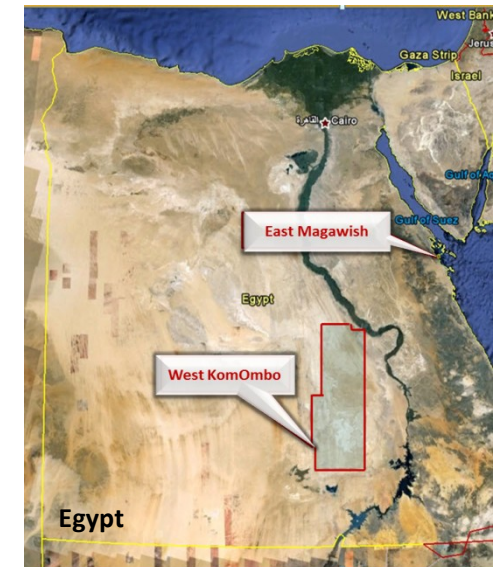 West Bank
Jerus
Gaza Strip
Israel
القاهرة Cairo
Gulf of Aq
Gulf of Suez
East Magawish
Egypt
West KomOmbo
Egypt